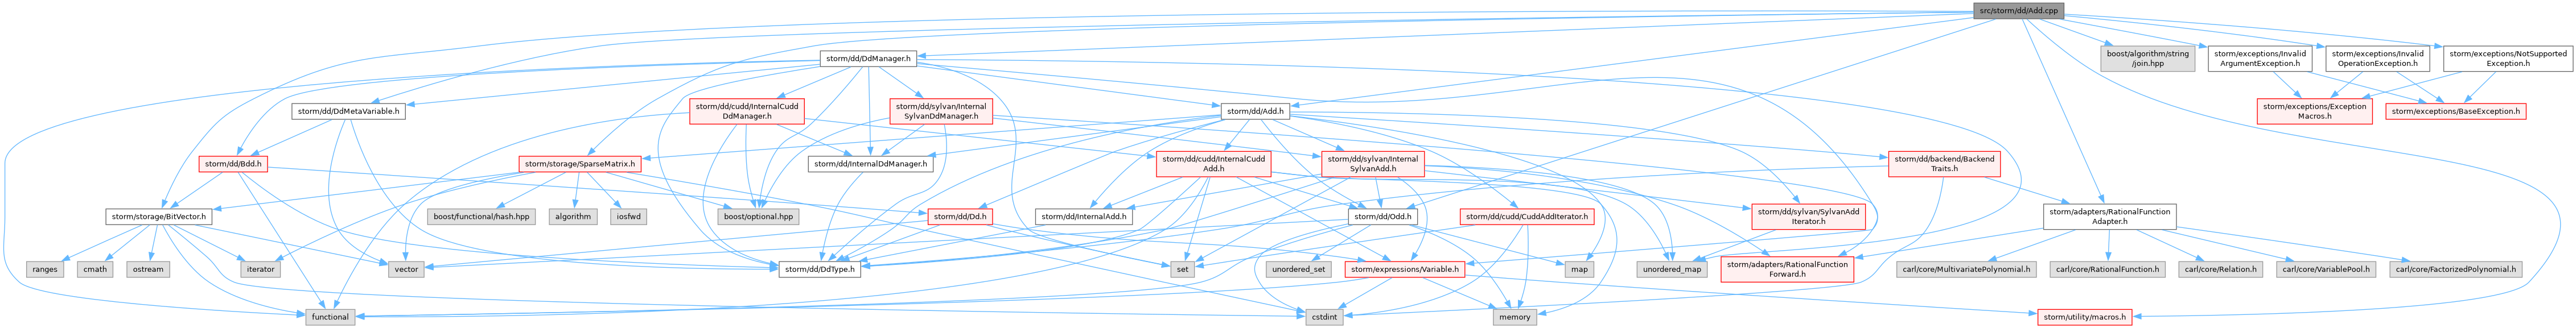 src/storm/dd/Add.cpp
storm/dd/DdManager.h
boost/algorithm/string
/join.hpp
storm/exceptions/Invalid
ArgumentException.h
storm/exceptions/Invalid
OperationException.h
storm/exceptions/NotSupported
Exception.h
storm/dd/DdMetaVariable.h
storm/dd/cudd/InternalCudd
DdManager.h
storm/dd/sylvan/Internal
SylvanDdManager.h
storm/dd/Add.h
storm/exceptions/Exception
Macros.h
storm/exceptions/BaseException.h
storm/dd/Bdd.h
storm/storage/SparseMatrix.h
storm/dd/InternalDdManager.h
storm/dd/cudd/InternalCudd
Add.h
storm/dd/sylvan/Internal
SylvanAdd.h
storm/dd/backend/Backend
Traits.h
storm/storage/BitVector.h
boost/functional/hash.hpp
algorithm
iosfwd
boost/optional.hpp
storm/dd/Dd.h
storm/dd/InternalAdd.h
storm/dd/Odd.h
storm/dd/cudd/CuddAddIterator.h
storm/dd/sylvan/SylvanAdd
Iterator.h
storm/adapters/RationalFunction
Adapter.h
ranges
cmath
ostream
iterator
vector
storm/dd/DdType.h
set
unordered_set
storm/expressions/Variable.h
map
unordered_map
storm/adapters/RationalFunction
Forward.h
carl/core/MultivariatePolynomial.h
carl/core/RationalFunction.h
carl/core/Relation.h
carl/core/VariablePool.h
carl/core/FactorizedPolynomial.h
functional
cstdint
memory
storm/utility/macros.h